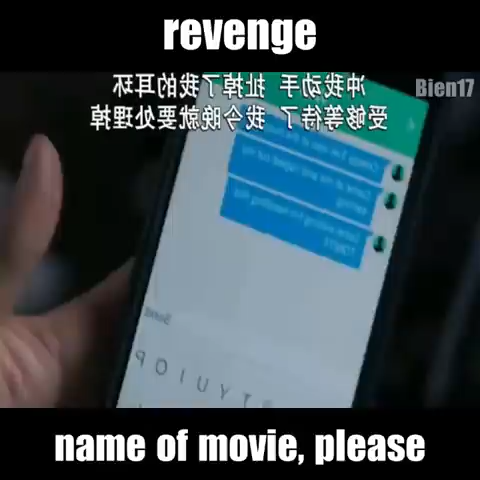 revenge
Bien17
冲我动手 扯掉了我的耳环
受够等待了 我今晚就要处理掉
Send
T Y U I O P
name of movie, please